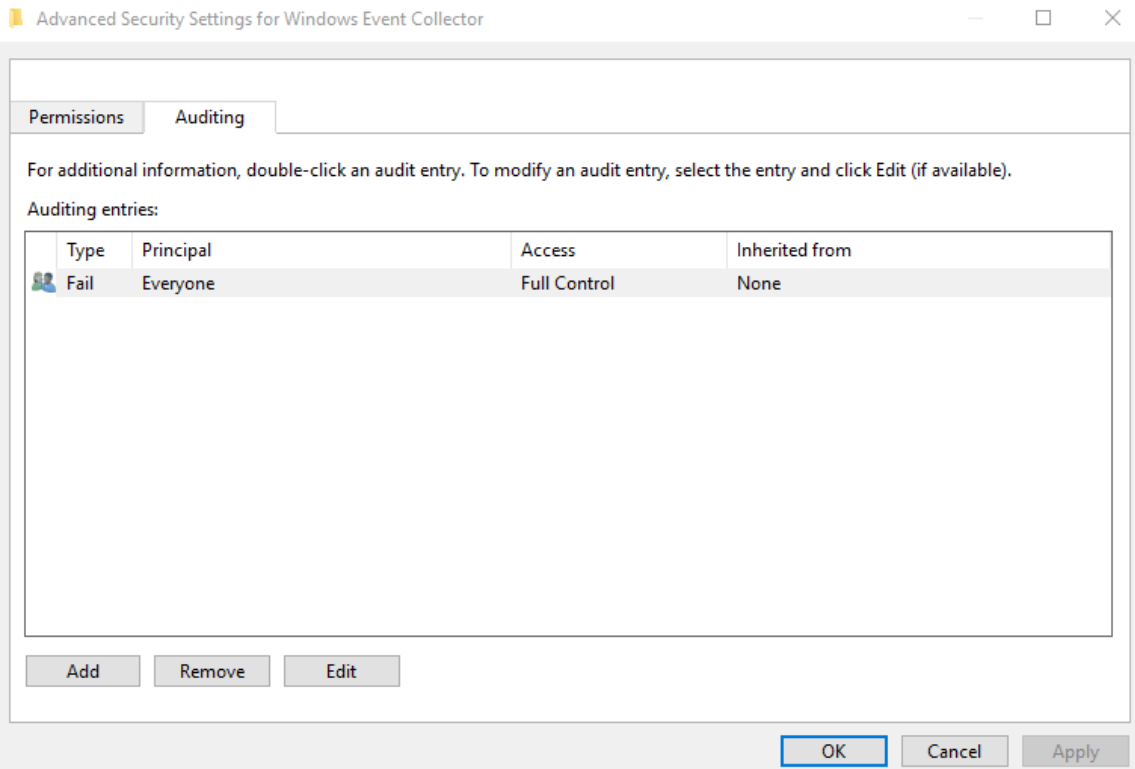 Advanced Security Settings for Windows Event Collector
Permissions Auditing
For additional information, double-click an audit entry. To modify an audit entry, select the entry and click Edit (if available).
Auditing entries:
Type Principal Access Inherited from
Fail Everyone Full Control None
Add Remove Edit
OK Cancel Apply